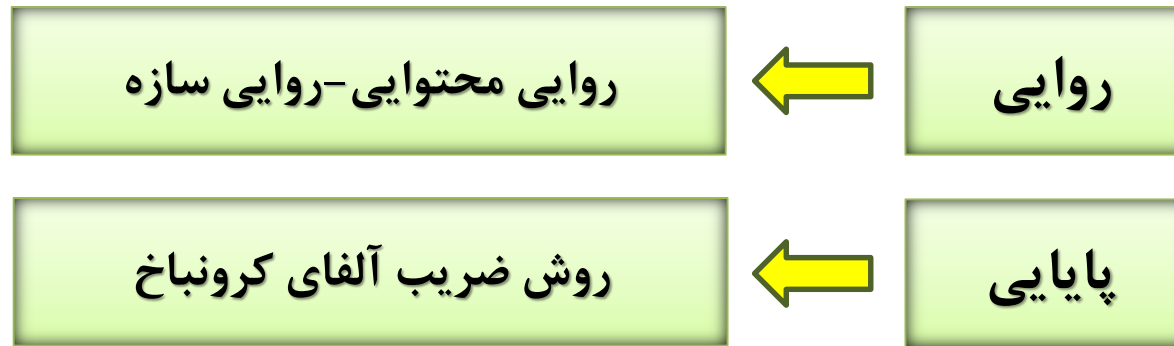 روایی
روایی محتوایی-روایی سازه
پایایی
روش ضریب آلفای کرونباخ